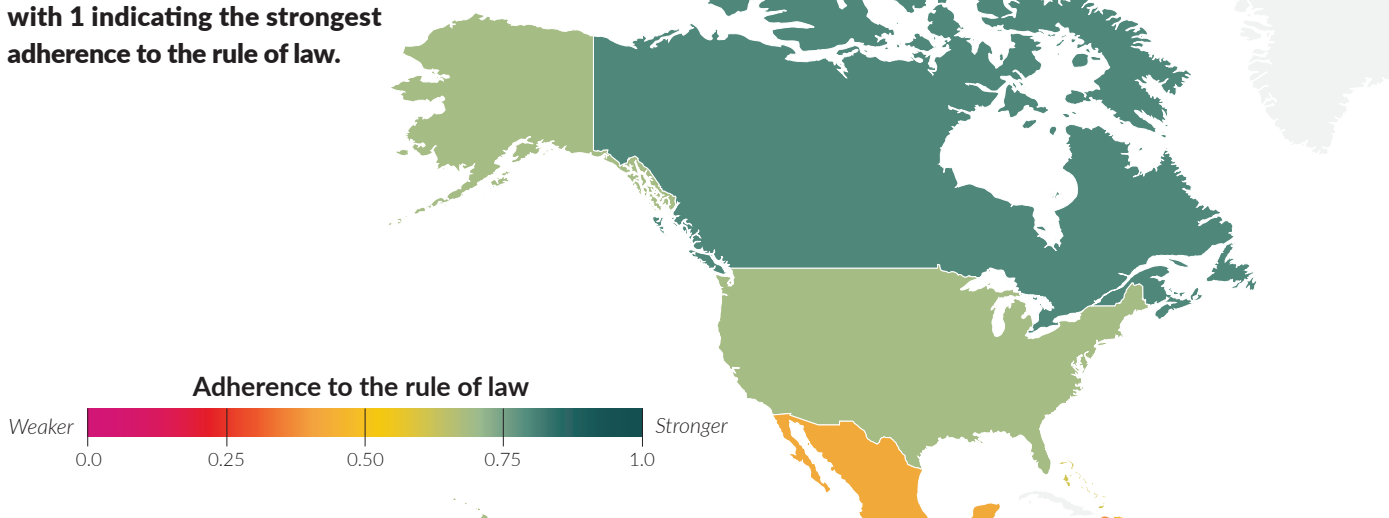 with 1 indicating the strongest
adherence to the rule of law.
Adherence to the rule of law
Weaker
Stronger
0.0 0.25 0.50 0.75 1.0